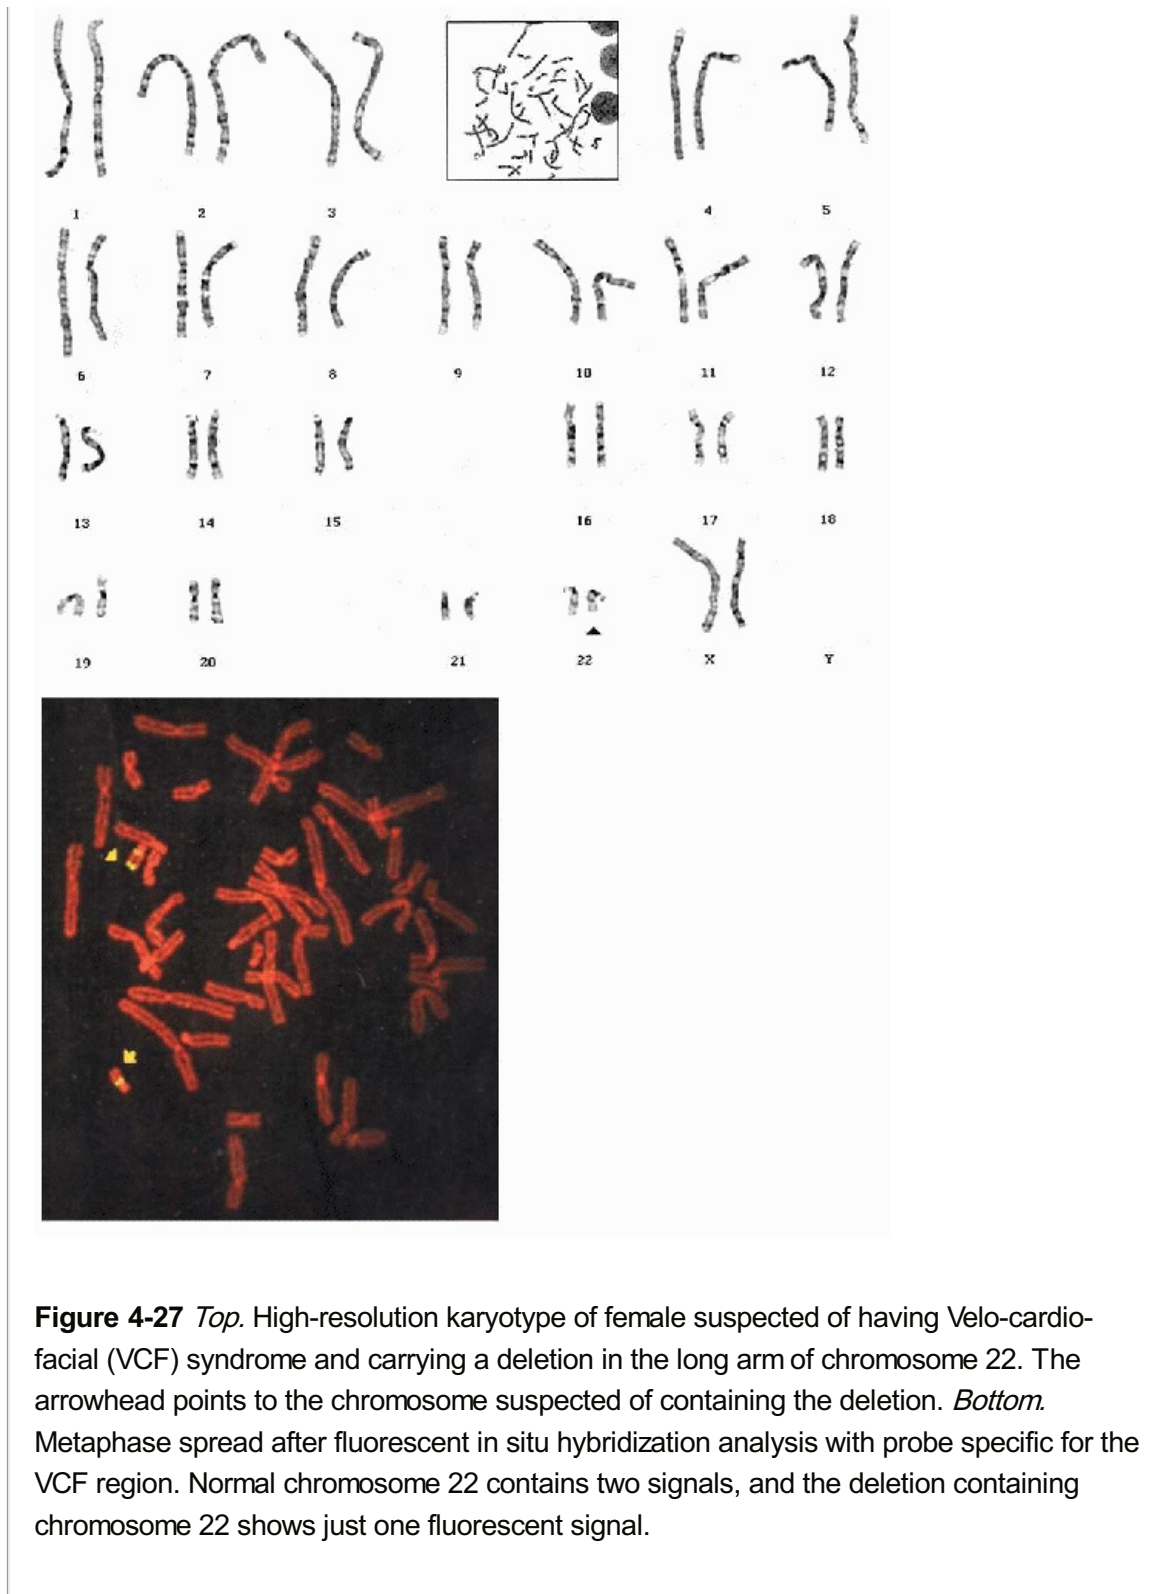 1 2 3 4 5
6 7 8 9 10 11 12
13 14 15 16 17 18
19 20 21 22 X Y
Figure 4-27 Top. High-resolution karyotype of female suspected of having Velo-cardio-
facial (VCF) syndrome and carrying a deletion in the long arm of chromosome 22. The
arrowhead points to the chromosome suspected of containing the deletion. Bottom.
Metaphase spread after fluorescent in situ hybridization analysis with probe specific for the
VCF region. Normal chromosome 22 contains two signals, and the deletion containing
chromosome 22 shows just one fluorescent signal.